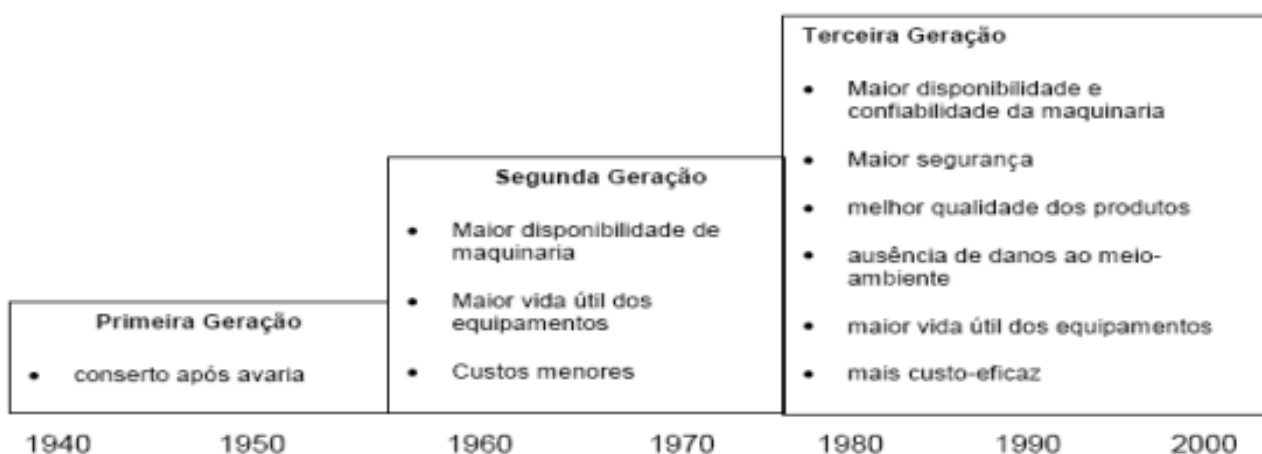 Primeira Geração
• conserto após avaria
Segunda Geração
• Maior disponibilidade de
maquinaria
• Maior vida útil dos
equipamentos
• Custos menores
Terceira Geração
• Maior disponibilidade e
confiabilidade da maquinaria
• Maior segurança
• melhor qualidade dos produtos
• ausência de danos ao meio-
ambiente
• maior vida útil dos equipamentos
• mais custo-eficaz
1940 1950 1960 1970 1980 1990 2000